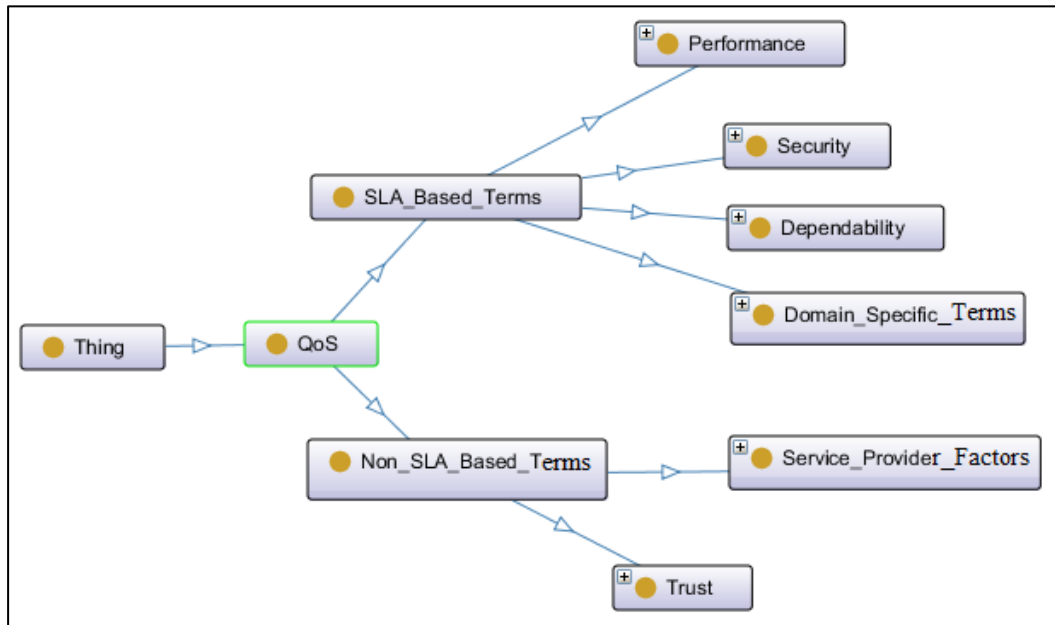 Performance
Security
SLA_Based_Terms
Dependability
Domain_Specific_Terms
Thing
QoS
Non_SLA_Based_Terms
Service_Provider_Factors
Trust